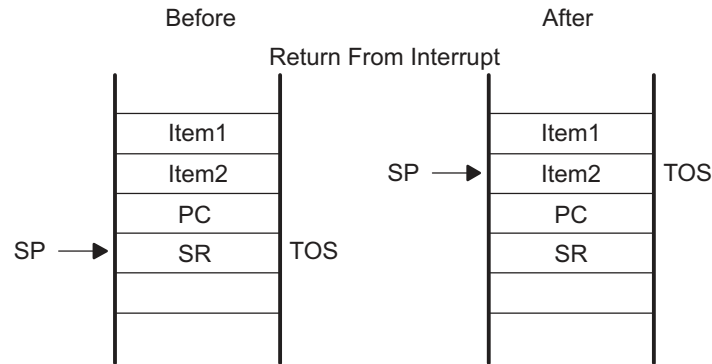 Before After
Return From Interrupt
Item1 Item1
Item2 SP Item2 TOS
PC PC
SP SR TOS SR